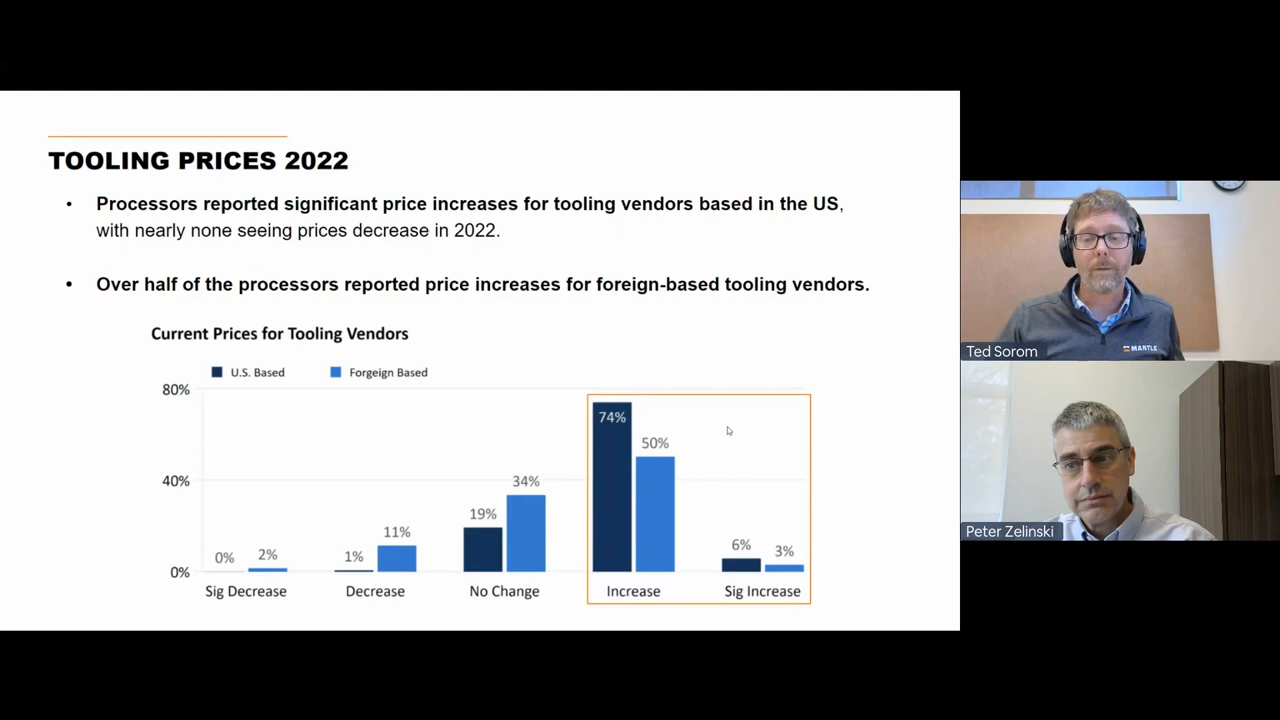 TOOLING PRICES 2022
• Processors reported significant price increases for tooling vendors based in the US,
with nearly none seeing prices decrease in 2022.
• Over half of the processors reported price increases for foreign-based tooling vendors.
Current Prices for Tooling Vendors
U.S. Based
Forgeign Based
80%
40%
0%
0%
2%
1%
11%
19%
34%
74%
50%
6%
3%
Sig Decrease
Decrease
No Change
Increase
Sig Increase
MANTLE
Ted Sorom
Peter Zelinski